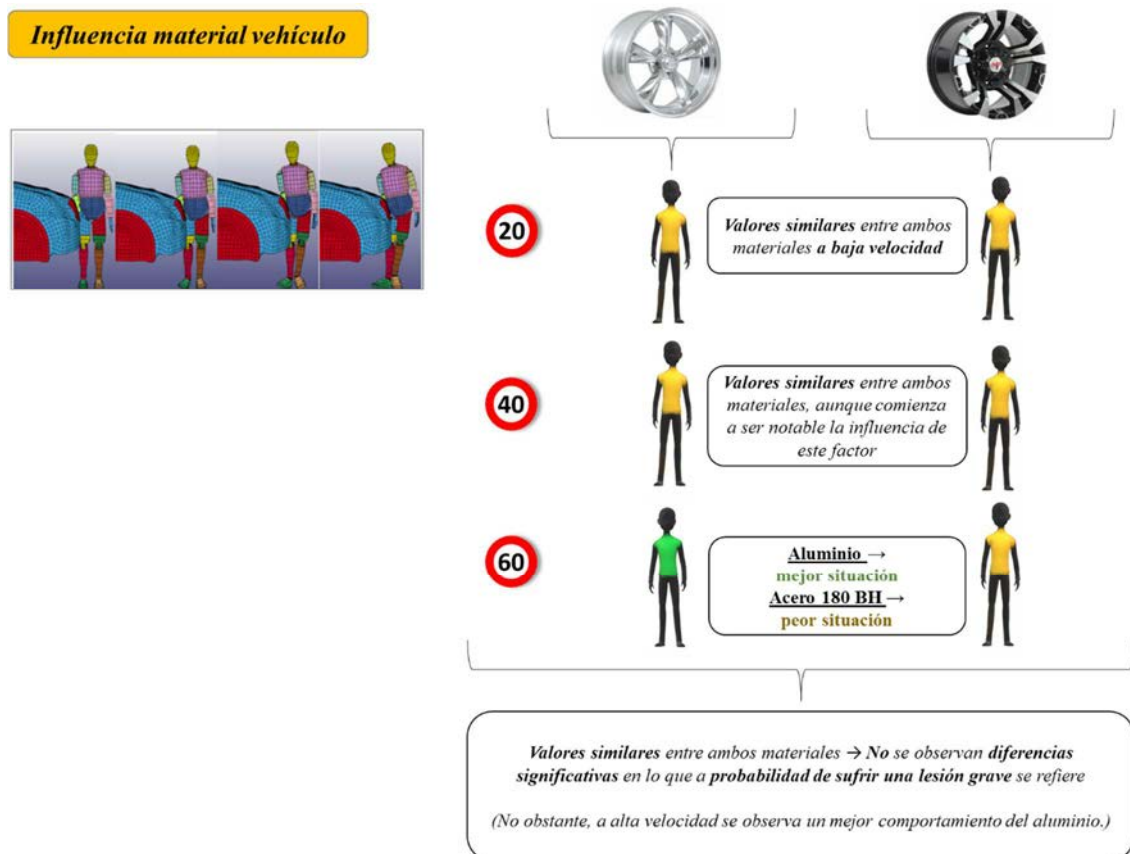 Influencia material vehículo
20
Valores similares entre ambos
materiales a baja velocidad
40
Valores similares entre ambos
materiales, aunque comienza
a ser notable la influencia de
este factor
60
Aluminio →
mejor situación
Acero 180 BH →
peor situación
Valores similares entre ambos materiales → No se observan diferencias
significativas en lo que a probabilidad de sufrir una lesión grave se refiere
(No obstante, a alta velocidad se observa un mejor comportamiento del aluminio.)